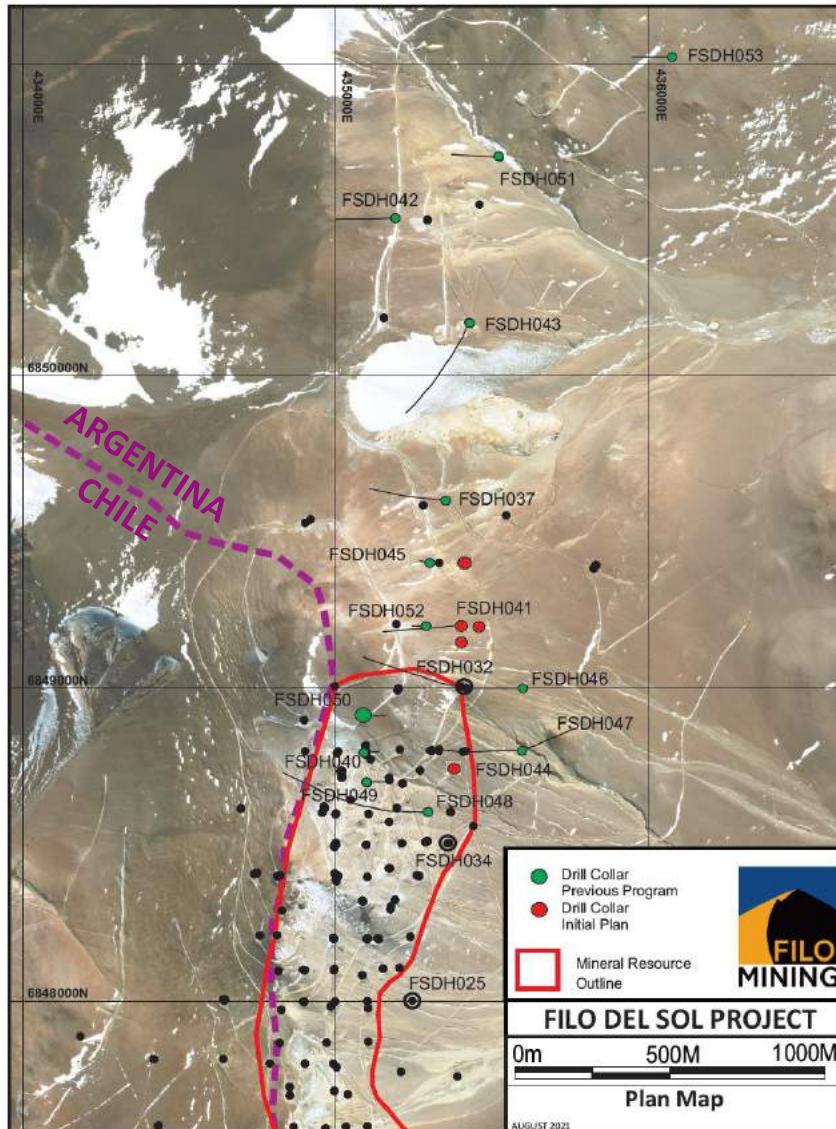 434000E
435000E
436000E
FSDH053
FSDH051
FSDH042
FSDH043
6850000N
ARGENTINA
CHILE
FSDH037
FSDH045
FSDH052
FSDH041
FSDH032
6849000N
FSDH050
FSDH046
FSDH047
FSDH040
FSDH044
FSDH049
FSDH048
FSDH034
FSDH025
6848000N
Drill Collar
Previous Program
Drill Collar
Initial Plan
Mineral Resource
Outline
FILO
MINING
FILO DEL SOL PROJECT
0m 500M 1000M
Plan Map
AUGUST 2021